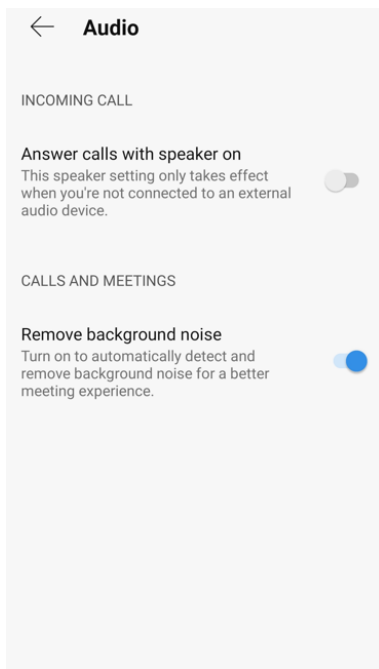 Audio
INCOMING CALL
Answer calls with speaker on
This speaker setting only takes effect
when you're not connected to an external
audio device.
CALLS AND MEETINGS
Remove background noise
Turn on to automatically detect and
remove background noise for a better
meeting experience.